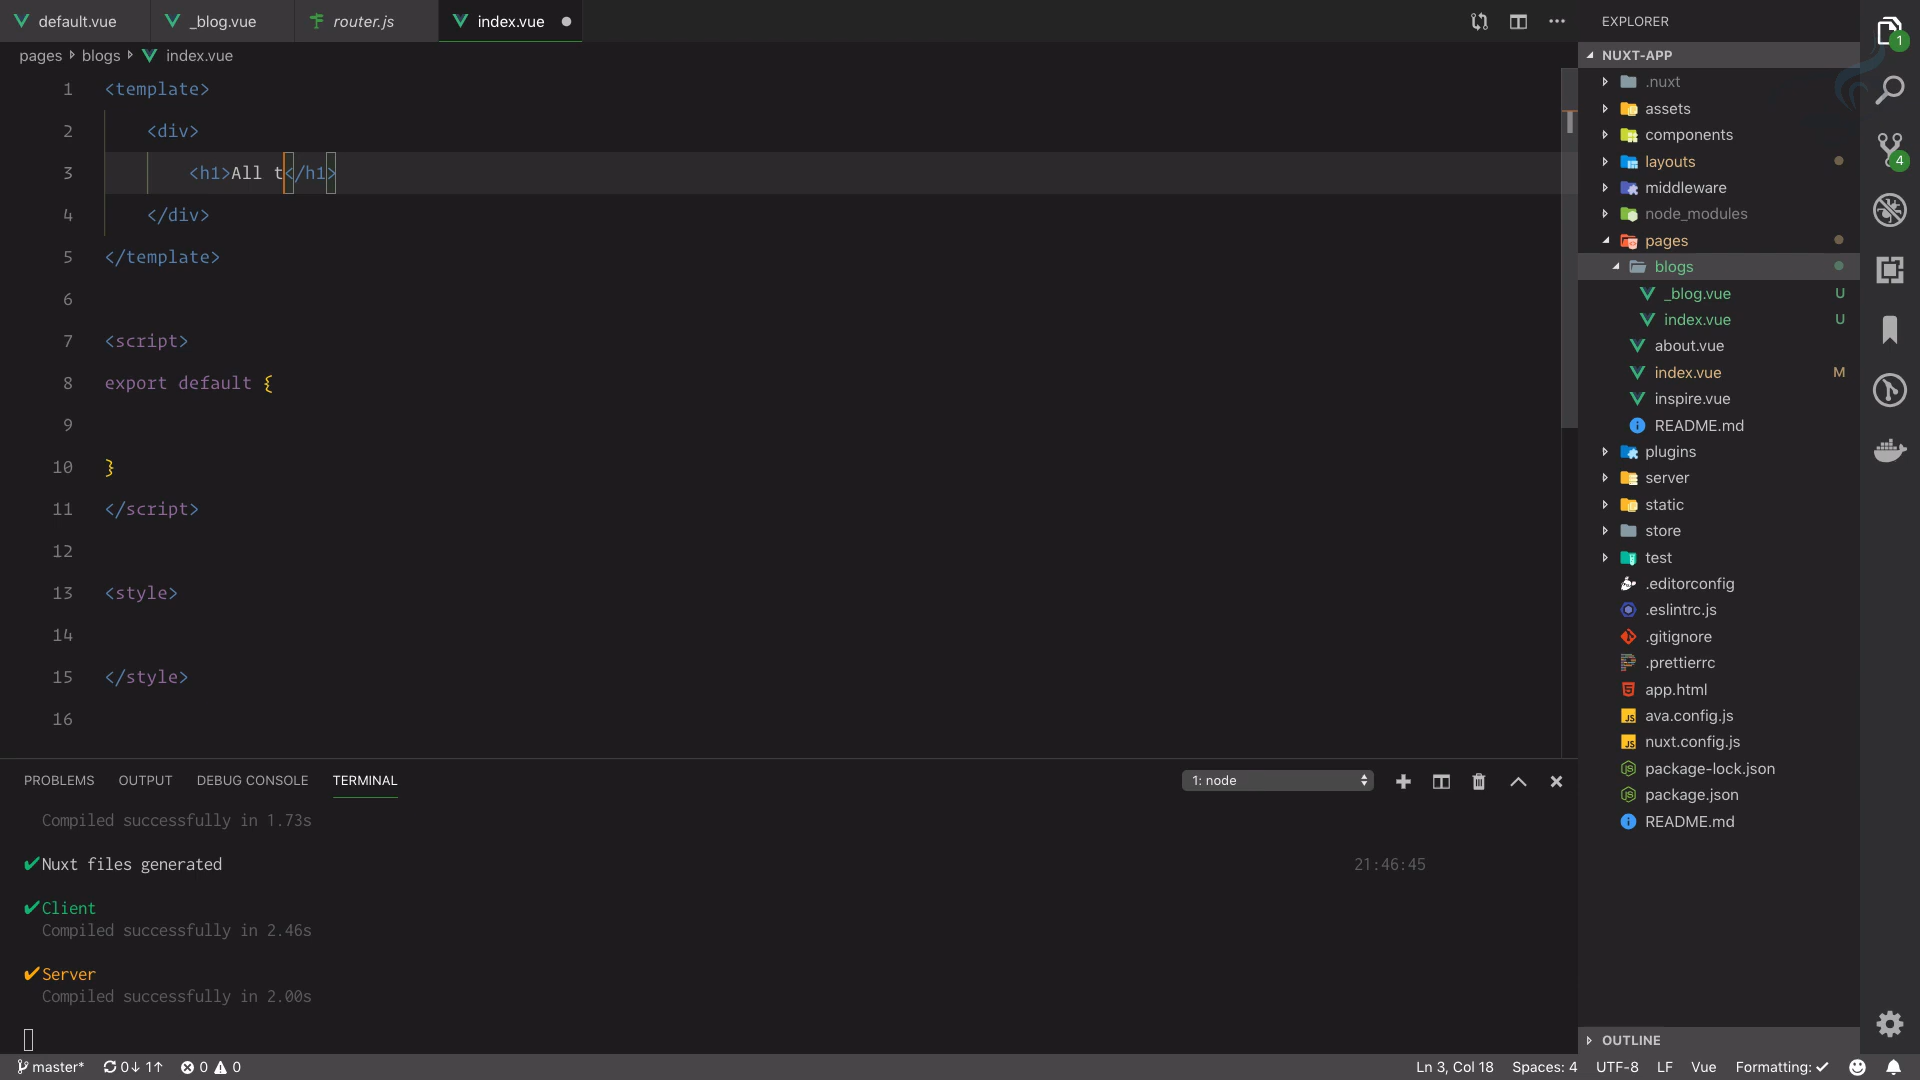 default.vue
_blog.vue
router.js
index.vue
EXPLORER
pages
blogs
index.vue
1 <template>
2 <div>
3 <h1>All t</h1>
4 </div>
5 </template>
6
7 <script>
8 export default {
9
10 }
11 </script>
12
13 <style>
14
15 </style>
16
NUXT-APP
.nuxt
assets
components
layouts
middleware
node_modules
pages
blogs
_blog.vue U
index.vue U
about.vue
index.vue M
inspire.vue
README.md
plugins
server
static
store
test
.editorconfig
.eslintrc.js
.gitignore
.prettierrc
app.html
ava.config.js
nuxt.config.js
package-lock.json
package.json
README.md
OUTLINE
1
4
PROBLEMS OUTPUT DEBUG CONSOLE TERMINAL
1: node
Compiled successfully in 1.73s
✔Nuxt files generated 21:46:45
✔Client
Compiled successfully in 2.46s
✔Server
Compiled successfully in 2.00s
master* 0↓ 1↑ 0 0 Ln 3, Col 18 Spaces: 4 UTF-8 LF Vue Formatting: ✔